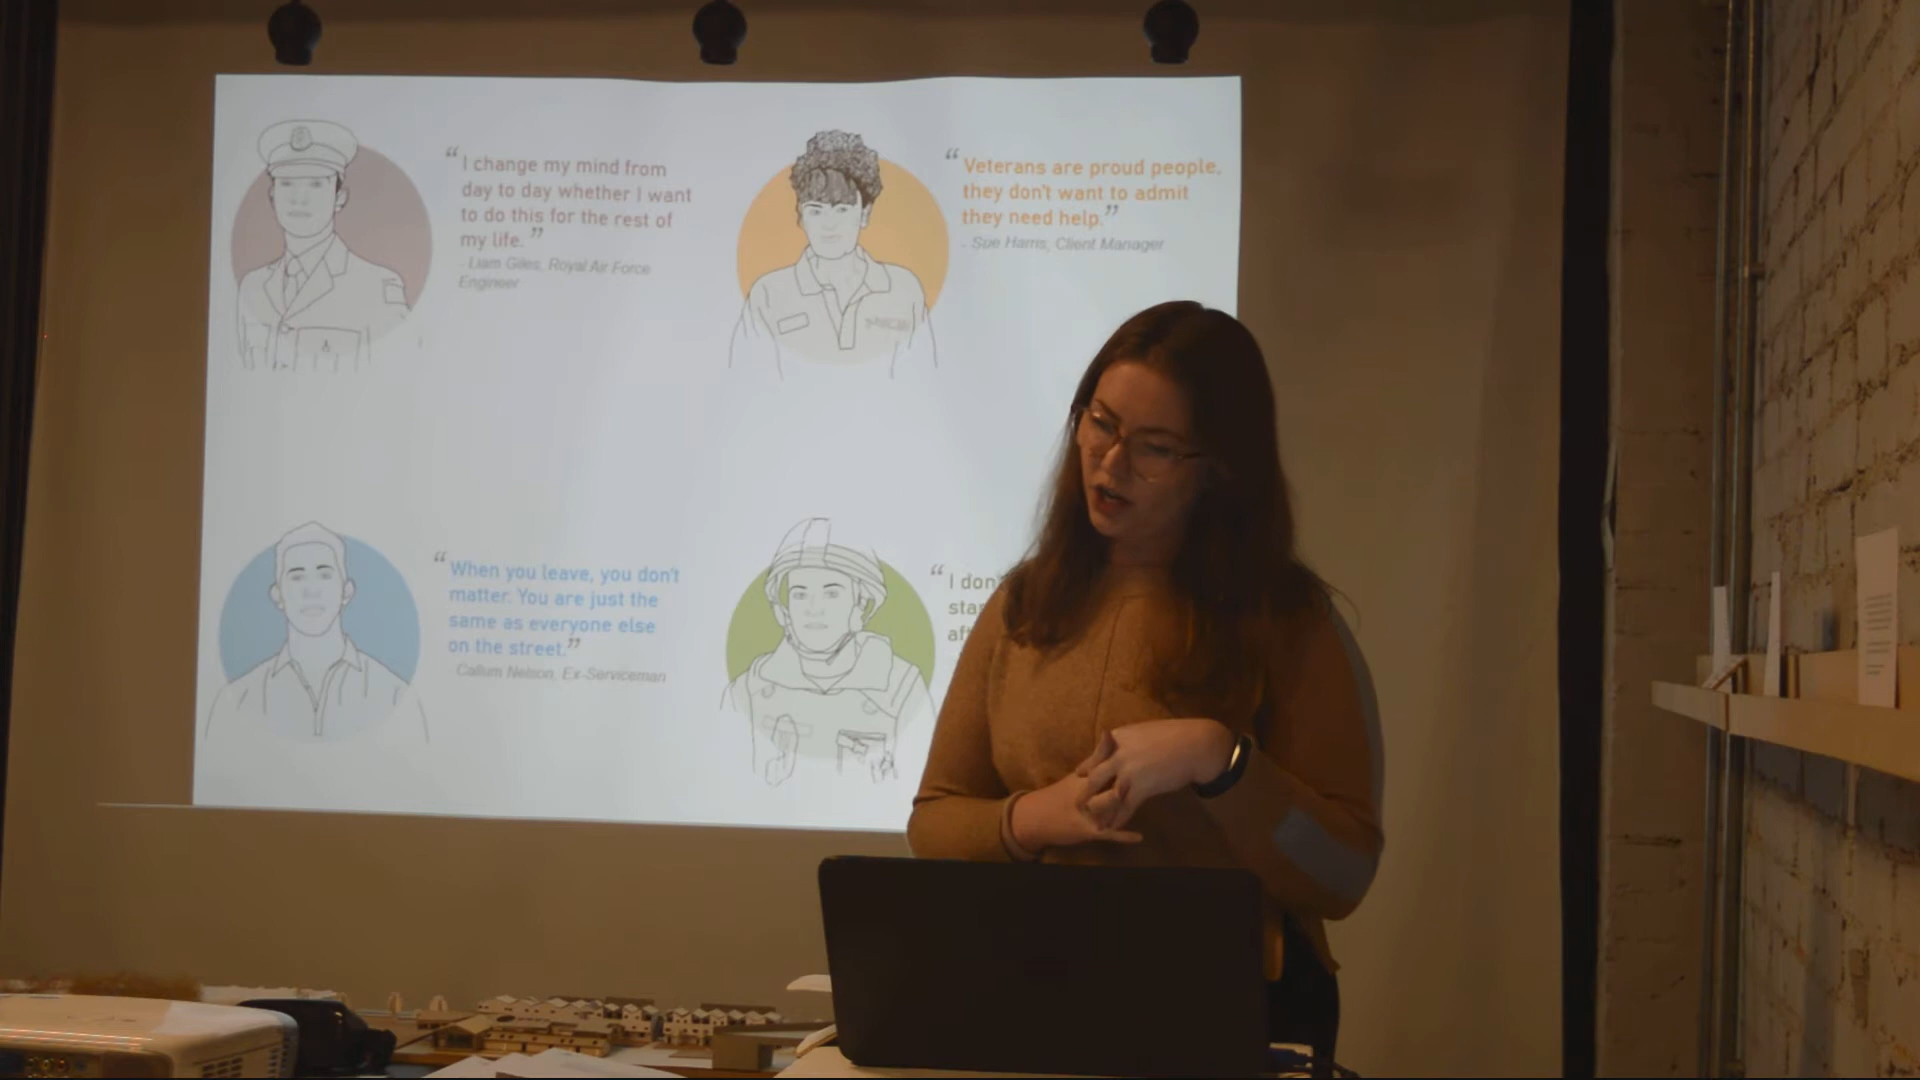 “I change my mind from
day to day whether I want
to do this for the rest of
my life.”
- Liam Giles, Royal Air Force
Engineer
“Veterans are proud people,
they don't want to admit
they need help.”
- Sue Harris, Client Manager
“When you leave, you don't
matter. You are just the
same as everyone else
on the street.”
Callum Nelson, Ex-Serviceman
“I don'